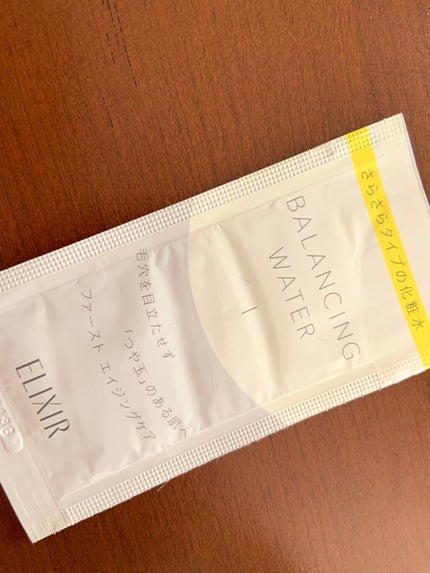 さらさらタイプの化粧水
BALANCING
WATER
I
毛穴を目立たせず
「つや玉」のある肌へ
ファースト エイジングケア
ELIXIR